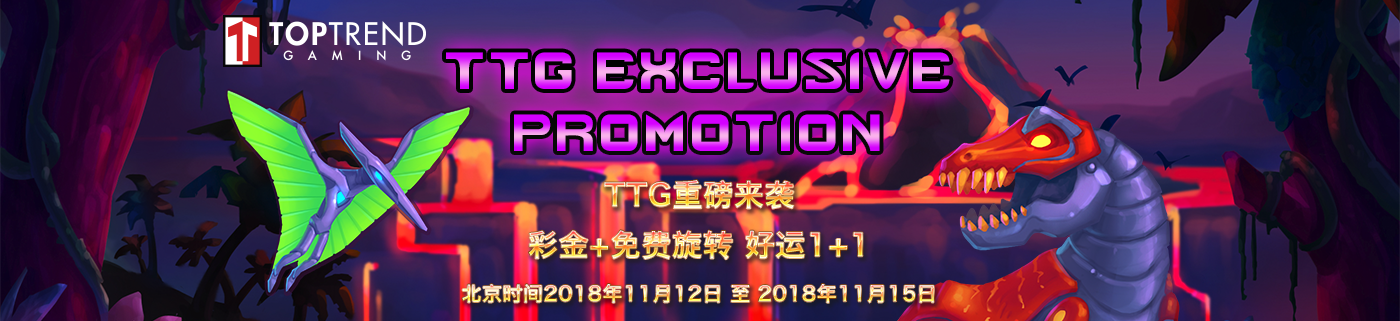 TOPTREND
GAMING
TTG EXCLUSIVE
PROMOTION
TTG重磅来袭
彩金+免费旋转 好运1+1
北京时间2018年11月12日 至 2018年11月15日